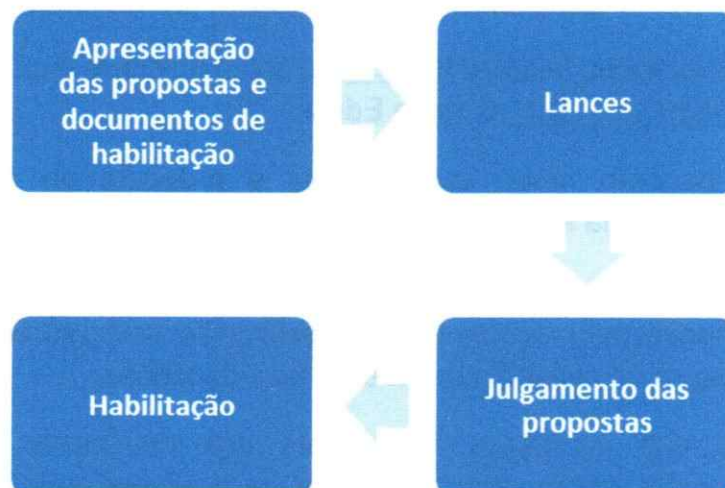 Apresentação
das propostas e
documentos de
habilitação
Lances
Julgamento das
propostas
Habilitação